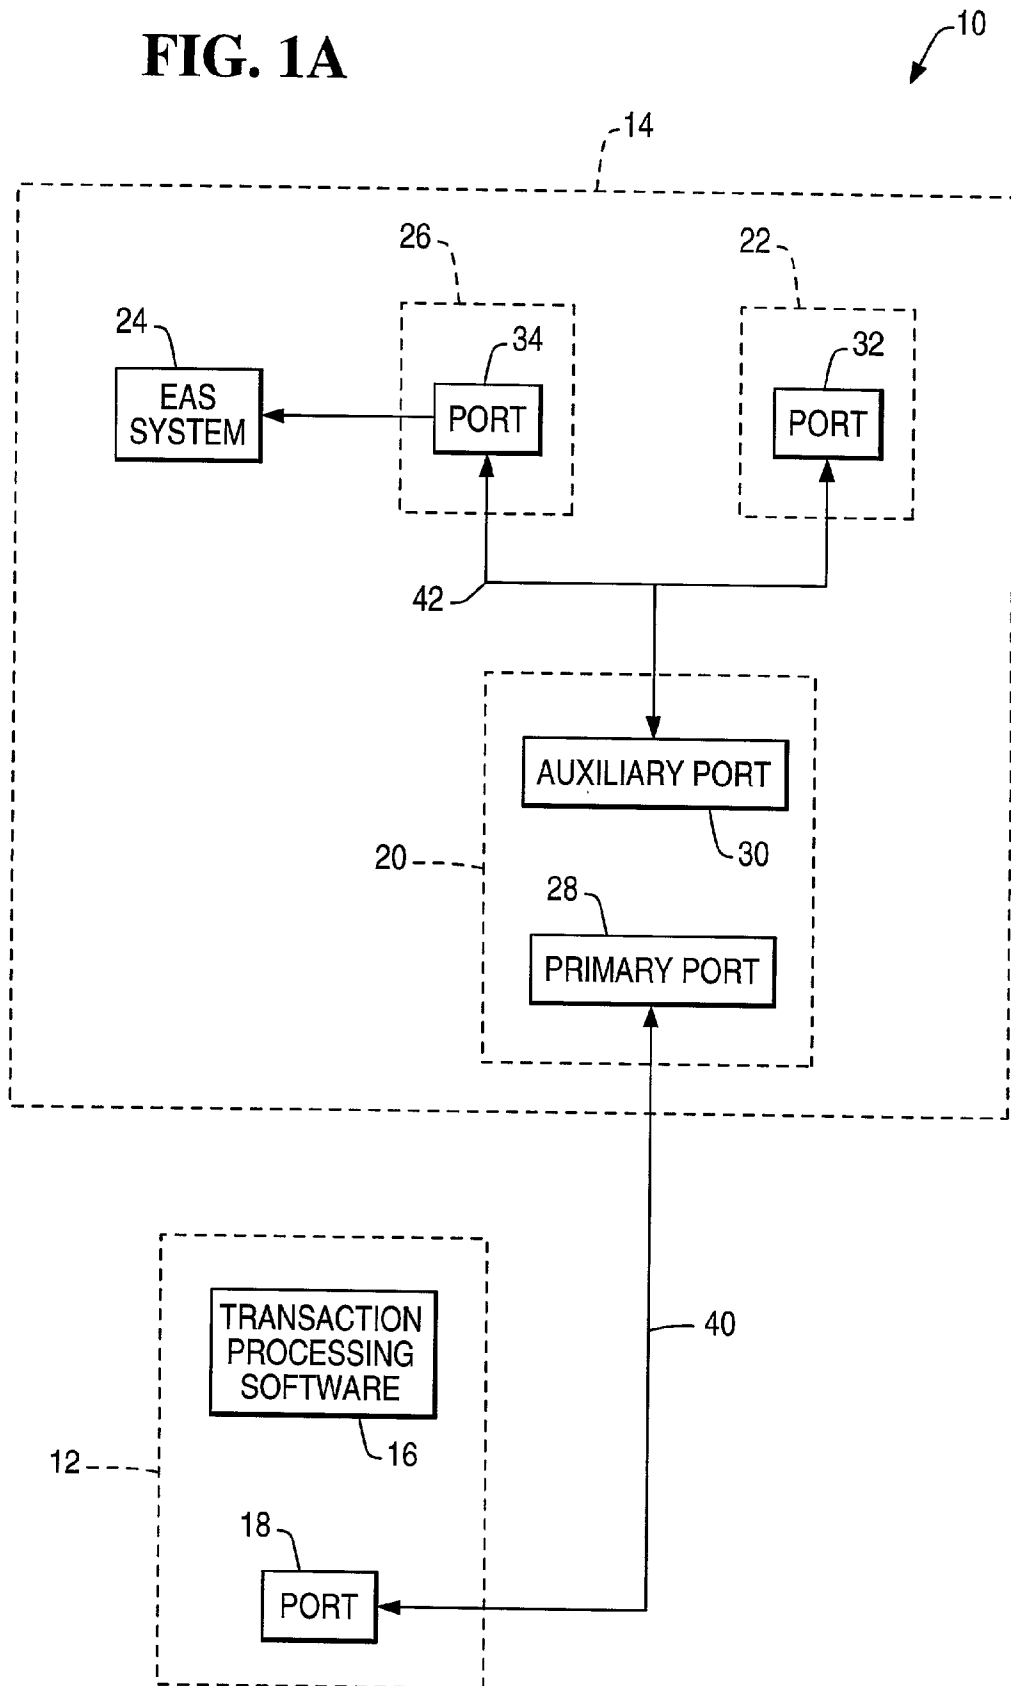 FIG. 1A
10
14
26
22
24
34
32
EAS
SYSTEM
PORT
PORT
42
AUXILIARY PORT
20
30
28
PRIMARY PORT
TRANSACTION
PROCESSING
SOFTWARE
40
16
12
18
PORT